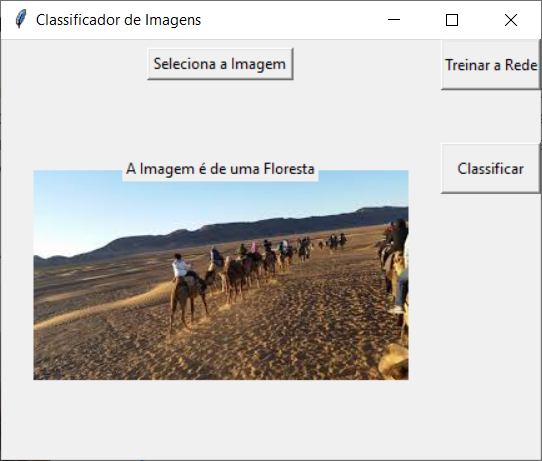 Classificador de Imagens
Seleciona a Imagem
Treinar a Rede
A Imagem é de uma Floresta
Classificar